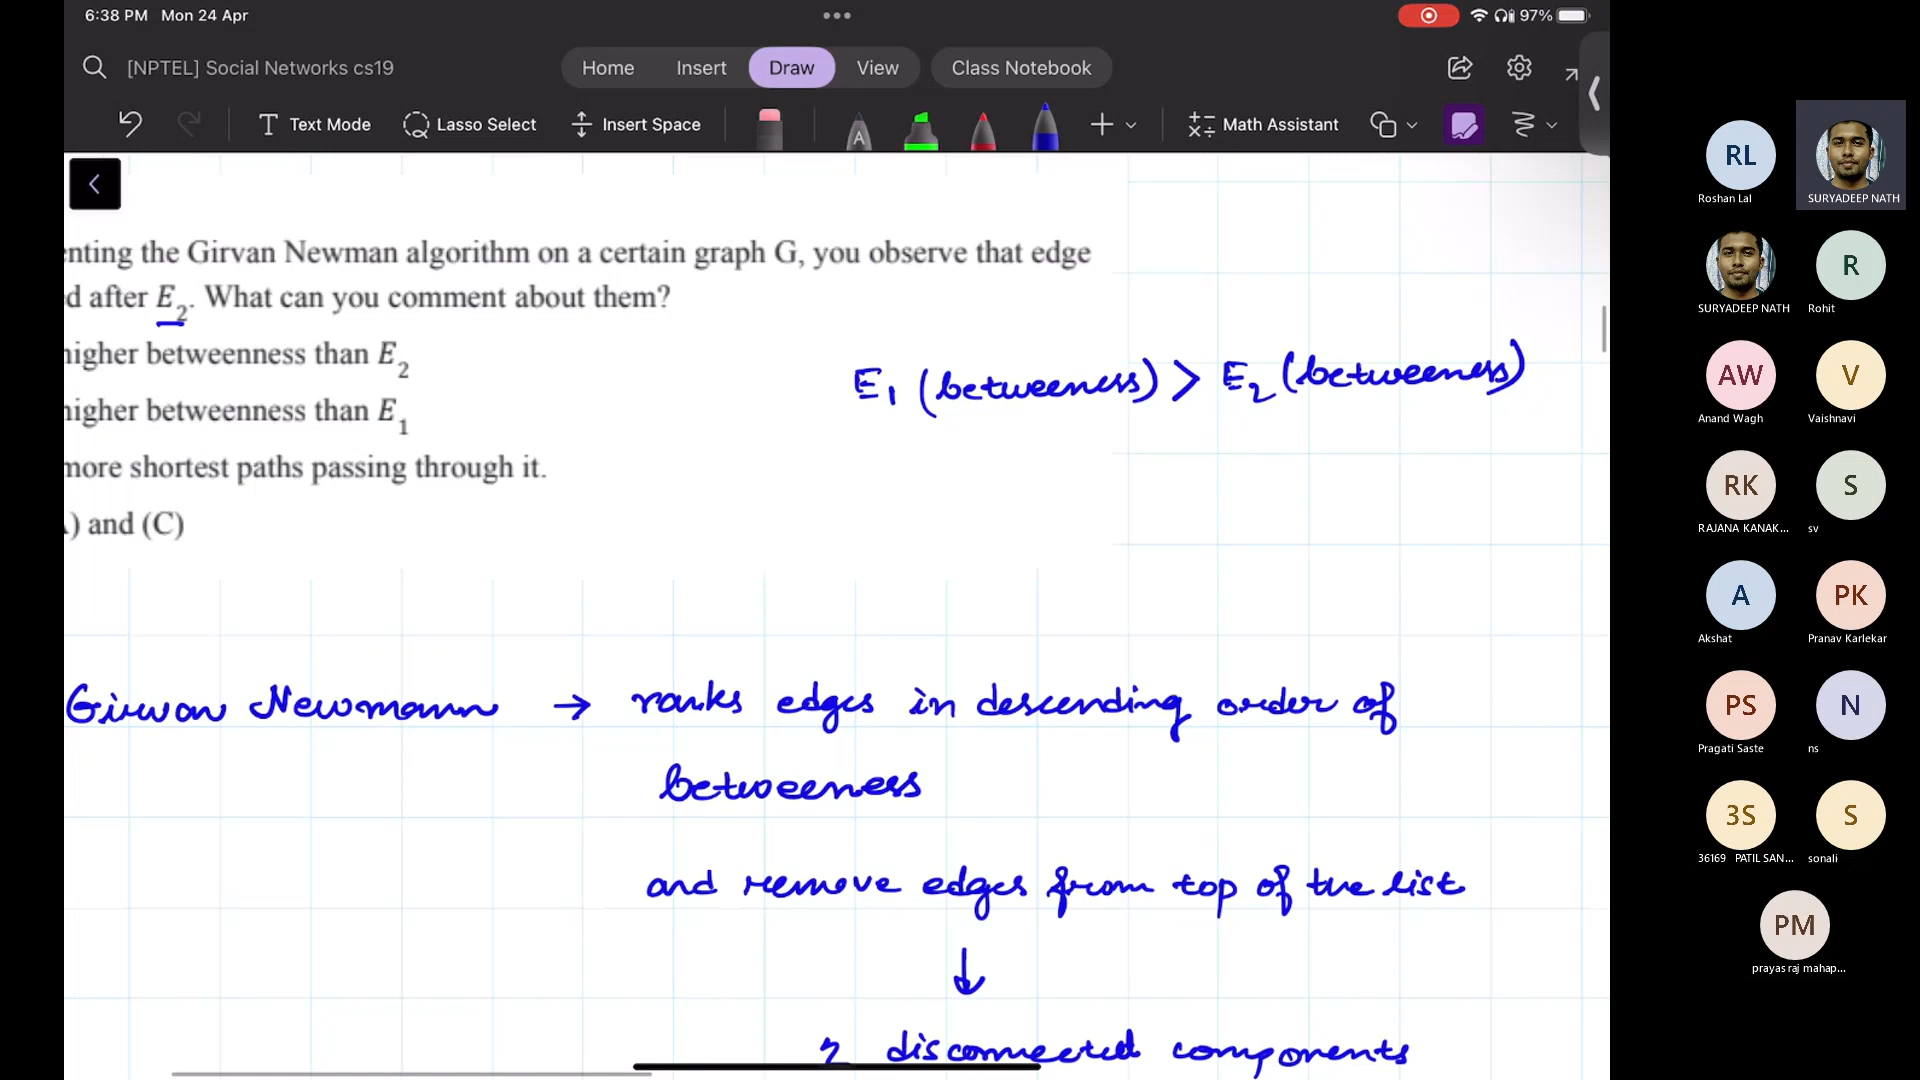 6:38 PM Mon 24 Apr
97%
[NPTEL] Social Networks cs19
Home Insert Draw View Class Notebook
Text Mode Lasso Select Insert Space A Math Assistant
enting the Girvan Newman algorithm on a certain graph G, you observe that edge
d after E2. What can you comment about them?
higher betweenness than E2
higher betweenness than E1
more shortest paths passing through it.
) and (C)
E1 (betweeness) > E2 (betweeness)
Girvan Newmann → ranks edges in descending order of
betweeness
and remove edges from top of the list
↓
disconnected components
RL
Roshan Lal
SURYADEEP NATH
SURYADEEP NATH
R
Rohit
AW
Anand Wagh
V
Vaishnavi
RK
RAJANA KANAK...
S
sv
A
Akshat
PK
Pranav Karlekar
PS
Pragati Saste
N
ns
3S
36169 PATIL SAN...
S
sonali
PM
prayas raj mahap...